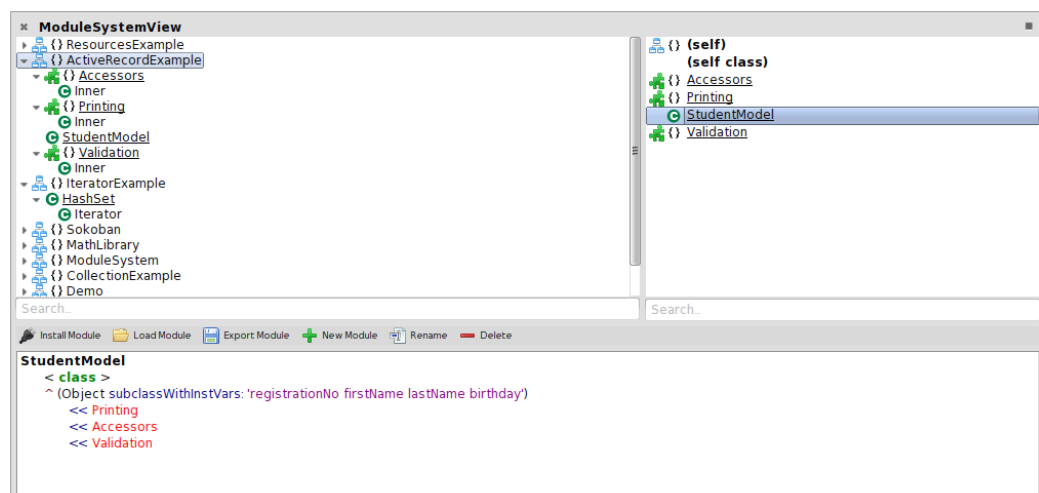 ModuleSystemView
{} ResourcesExample
{} ActiveRecordExample
{} Accessors
Inner
{} Printing
Inner
StudentModel
{} Validation
Inner
{} IteratorExample
HashSet
Iterator
{} Sokoban
{} MathLibrary
{} ModuleSystem
{} CollectionExample
{} Demo
Search..
{} (self)
(self class)
{} Accessors
{} Printing
StudentModel
{} Validation
Search..
Install Module Load Module Export Module New Module Rename Delete
StudentModel
< class >
^ (Object subclassWithInstVars: 'registrationNo firstName lastName birthday')
<< Printing
<< Accessors
<< Validation